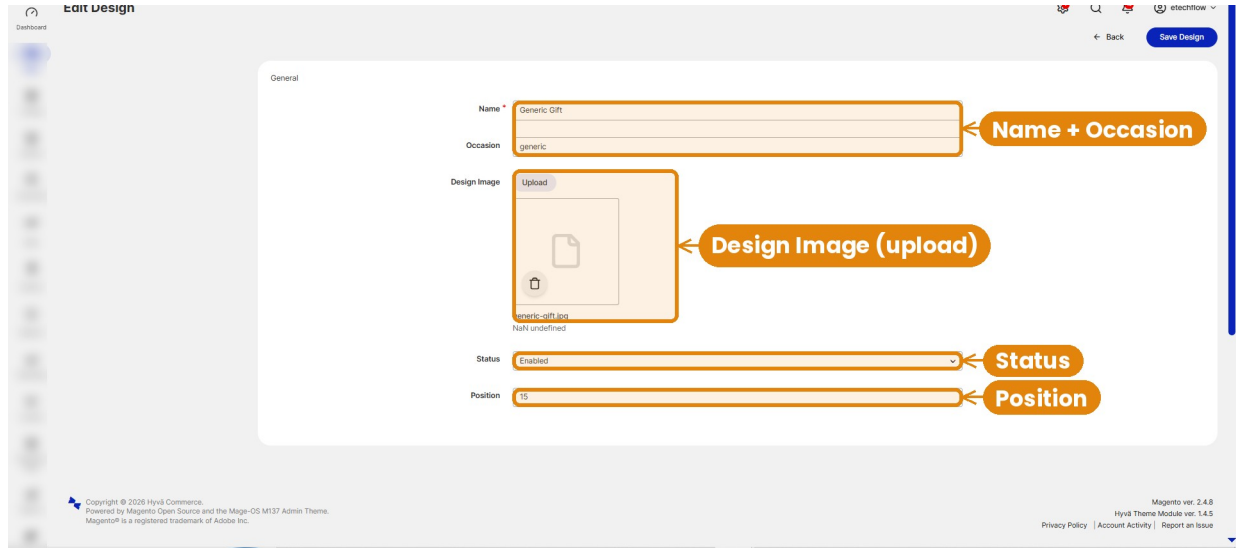 Edit Design
etechflow
Dashboard
Back
Save Design
General
Name *
Generic Gift
Name + Occasion
Occasion
generic
Design Image
Upload
Design Image (upload)
generic-gift.jpg
NaN undefined
Status
Enabled
Status
Position
15
Position
Copyright © 2026 Hyvä Commerce.
Powered by Magento Open Source and the Mage-OS M137 Admin Theme.
Magento® is a registered trademark of Adobe Inc.
Magento ver. 2.4.8
Hyvä Theme Module ver. 1.4.5
Privacy Policy | Account Activity | Report an Issue